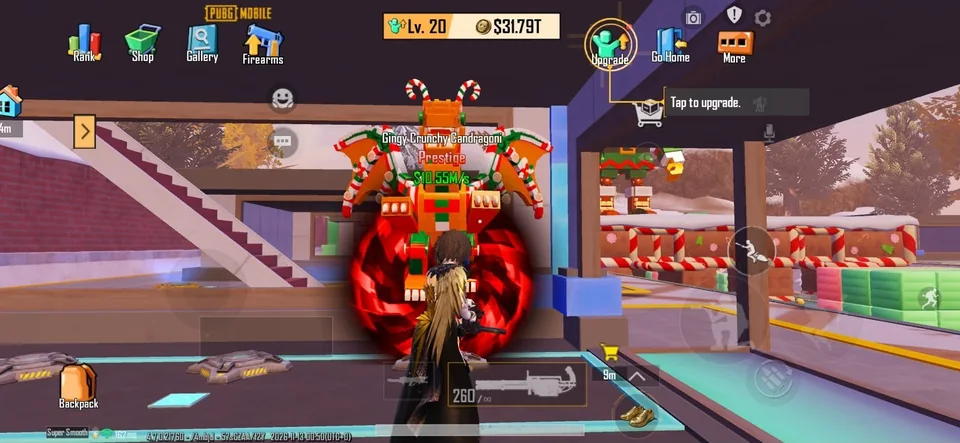 PUBG MOBILE
Lv. 20
$31.79T
Rank
Shop
Gallery
Firearms
Upgrade
Go Home
More
Tap to upgrade.
4m
Gingy Crunchy Candragoni
Prestige
$10.55M/s
9m
260/∞
Backpack
Super Smooth